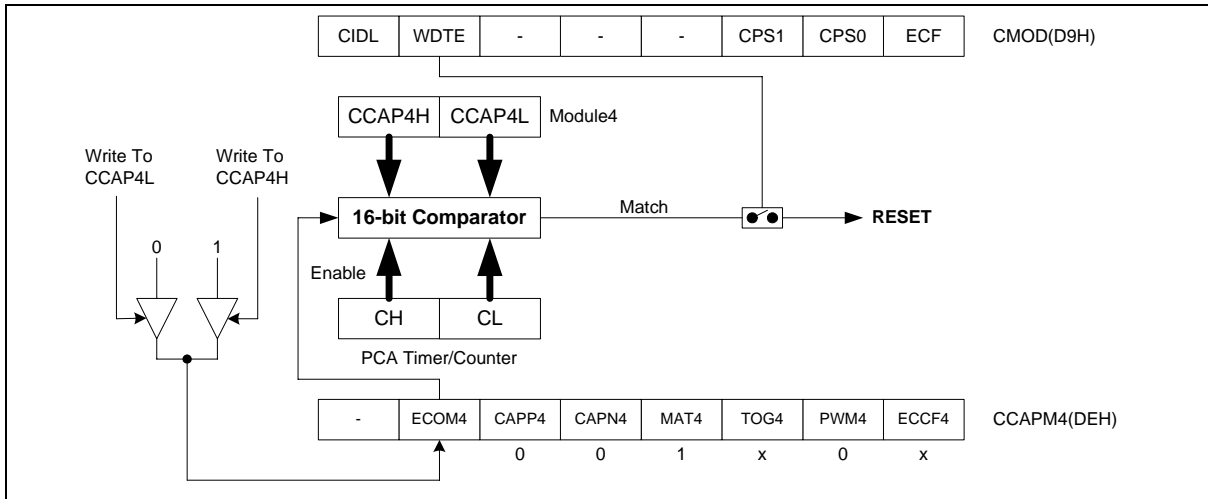 CIDL WDTE - - - CPS1 CPS0 ECF CMOD(D9H)
CCAP4H CCAP4L Module4
Write To
CCAP4L
Write To
CCAP4H
16-bit Comparator
Match
RESET
0 1
Enable
CH CL
PCA Timer/Counter
- ECOM4 CAPP4 CAPN4 MAT4 TOG4 PWM4 ECCF4 CCAPM4(DEH)
0 0 1 x 0 x